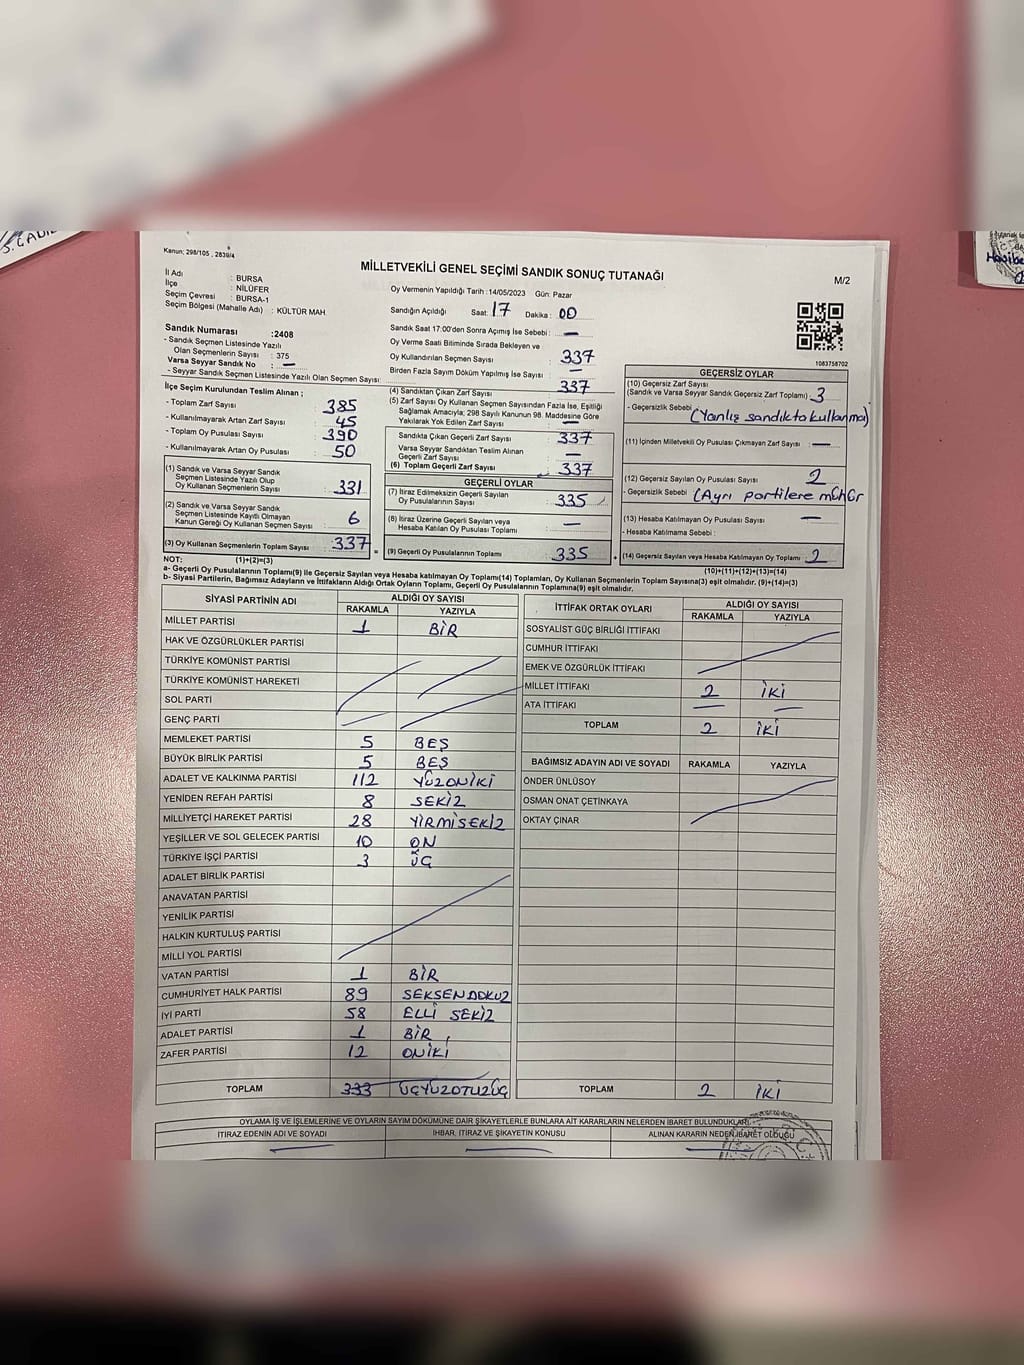 S. CADD
Kanun; 298/105 , 2839/4
MİLLETVEKİLİ GENEL SEÇİMİ SANDIK SONUÇ TUTANAĞI
M/2
İl Adı : BURSA
İlçe : NİLÜFER
Seçim Çevresi : BURSA-1
Seçim Bölgesi (Mahalle Adı) : KÜLTÜR MAH
Sandık Numarası :2408
- Sandık Seçmen Listesinde Yazılı
Olan Seçmenlerin Sayısı : 375
Varsa Seyyar Sandık No : —
- Seyyar Sandık Seçmen Listesinde Yazılı Olan Seçmen Sayısı:
Oy Vermenin Yapıldığı Tarih : 14/05/2023 Gün: Pazar
Sandığın Açıldığı Saat: 17 Dakika : 00
Sandık Saat 17:00'den Sonra Açımış İse Sebebi : —
Oy Verme Saati Bitiminde Sırada Bekleyen ve
Oy Kullandırılan Seçmen Sayısı : 337
Birden Fazla Sayım Döküm Yapılmış İse Sayısı : —
1083758702
İlçe Seçim Kurulundan Teslim Alınan ;
- Toplam Zarf Sayısı : 385
- Kullanılmayarak Artan Zarf Sayısı : 45
- Toplam Oy Pusulası Sayısı : 390
- Kullanılmayarak Artan Oy Pusulası : 50
(1) Sandık ve Varsa Seyyar Sandık
Seçmen Listesinde Yazılı Olup
Oy Kullanan Seçmenlerin Sayısı : 331
(2) Sandık ve Varsa Seyyar Sandık
Seçmen Listesinde Kayıtlı Olmayan
Kanun Gereği Oy Kullanan Seçmen Sayısı : 6
(3) Oy Kullanan Seçmenlerin Toplam Sayısı : 337
(1)+(2)=(3)
(4) Sandıktan Çıkan Zarf Sayısı : 337
(5) Zarf Sayısı Oy Kullanan Seçmen Sayısından Fazla İse, Eşitliği
Sağlamak Amacıyla; 298 Sayılı Kanunun 98. Maddesine Göre
Yakılarak Yok Edilen Zarf Sayısı : —
Sandıkta Çıkan Geçerli Zarf Sayısı : 337
Varsa Seyyar Sandıktan Teslim Alınan
Geçerli Zarf Sayısı : —
(6) Toplam Geçerli Zarf Sayısı : 337
GEÇERLİ OYLAR
(7) İtiraz Edilmeksizin Geçerli Sayılan
Oy Pusulalarının Sayısı : 335
(8) İtiraz Üzerine Geçerli Sayılan veya
Hesaba Katılan Oy Pusulası Toplamı : —
= (9) Geçerli Oy Pusulalarının Toplamı : 335
GEÇERSİZ OYLAR
(10) Geçersiz Zarf Sayısı
(Sandık ve Varsa Seyyar Sandık Geçersiz Zarf Toplamı) : 3
- Geçersizlik Sebebi : (Yanlış sandıkta kullanma)
(11) İçinden Milletvekili Oy Pusulası Çıkmayan Zarf Sayısı : —
(12) Geçersiz Sayılan Oy Pusulası Sayısı : 2
- Geçersizlik Sebebi : (Ayrı partilere mühür
(13) Hesaba Katılmayan Oy Pusulası Sayısı : —
- Hesaba Katılmama Sebebi :
+ (14) Geçersiz Sayılan veya Hesaba Katılmayan Oy Toplamı : 2
(10)+(11)+(12)+(13)=(14)
NOT:
a- Geçerli Oy Pusulalarının Toplamı(9) ile Geçersiz Sayılan veya Hesaba katılmayan Oy Toplamı(14) Toplamları, Oy Kullanan Seçmenlerin Toplam Sayısına(3) eşit olmalıdır. (9)+(14)=(3)
b- Siyasi Partilerin, Bağımsız Adayların ve İttifakların Aldığı Ortak Oyların Toplamı, Geçerli Oy Pusulalarının Toplamına(9) eşit olmalıdır.
SİYASİ PARTİNİN ADI ALDIĞI OY SAYISI
RAKAMLA YAZIYLA
MİLLET PARTİSİ 1 BİR
HAK VE ÖZGÜRLÜKLER PARTİSİ
TÜRKİYE KOMÜNİST PARTİSİ
TÜRKİYE KOMÜNİST HAREKETİ
SOL PARTİ
GENÇ PARTİ
MEMLEKET PARTİSİ 5 BEŞ
BÜYÜK BİRLİK PARTİSİ 5 BEŞ
ADALET VE KALKINMA PARTİSİ 112 YÜZONİKİ
YENİDEN REFAH PARTİSİ 8 SEKİZ
MİLLİYETÇİ HAREKET PARTİSİ 28 YİRMİSEKİZ
YEŞİLLER VE SOL GELECEK PARTİSİ 10 ON
TÜRKİYE İŞÇİ PARTİSİ 3 ÜÇ
ADALET BİRLİK PARTİSİ
ANAVATAN PARTİSİ
YENİLİK PARTİSİ
HALKIN KURTULUŞ PARTİSİ
MİLLİ YOL PARTİSİ
VATAN PARTİSİ 1 BİR
CUMHURİYET HALK PARTİSİ 89 SEKSENDOKUZ
İYİ PARTİ 58 ELLİ SEKİZ
ADALET PARTİSİ 1 BİR
ZAFER PARTİSİ 12 ONİKİ
TOPLAM 333 ÜÇYÜZOTUZÜÇ
İTTİFAK ORTAK OYLARI ALDIĞI OY SAYISI
RAKAMLA YAZIYLA
SOSYALİST GÜÇ BİRLİĞİ İTTİFAKI
CUMHUR İTTİFAKI
EMEK VE ÖZGÜRLÜK İTTİFAKI
MİLLET İTTİFAKI 2 İKİ
ATA İTTİFAKI — —
TOPLAM 2 İKİ
BAĞIMSIZ ADAYIN ADI VE SOYADI RAKAMLA YAZIYLA
ÖNDER ÜNLÜSOY
OSMAN ONAT ÇETİNKAYA
OKTAY ÇINAR
TOPLAM 2 İKİ
OYLAMA İŞ VE İŞLEMLERİNE VE OYLARIN SAYIM DÖKÜMÜNE DAİR ŞİKAYETLERLE BUNLARA AİT KARARLARIN NELERDEN İBARET BULUNDUKLARI
İTİRAZ EDENİN ADI VE SOYADI İHBAR, İTİRAZ VE ŞİKAYETİN KONUSU ALINAN KARARIN NEDEN İBARET OLDUĞU